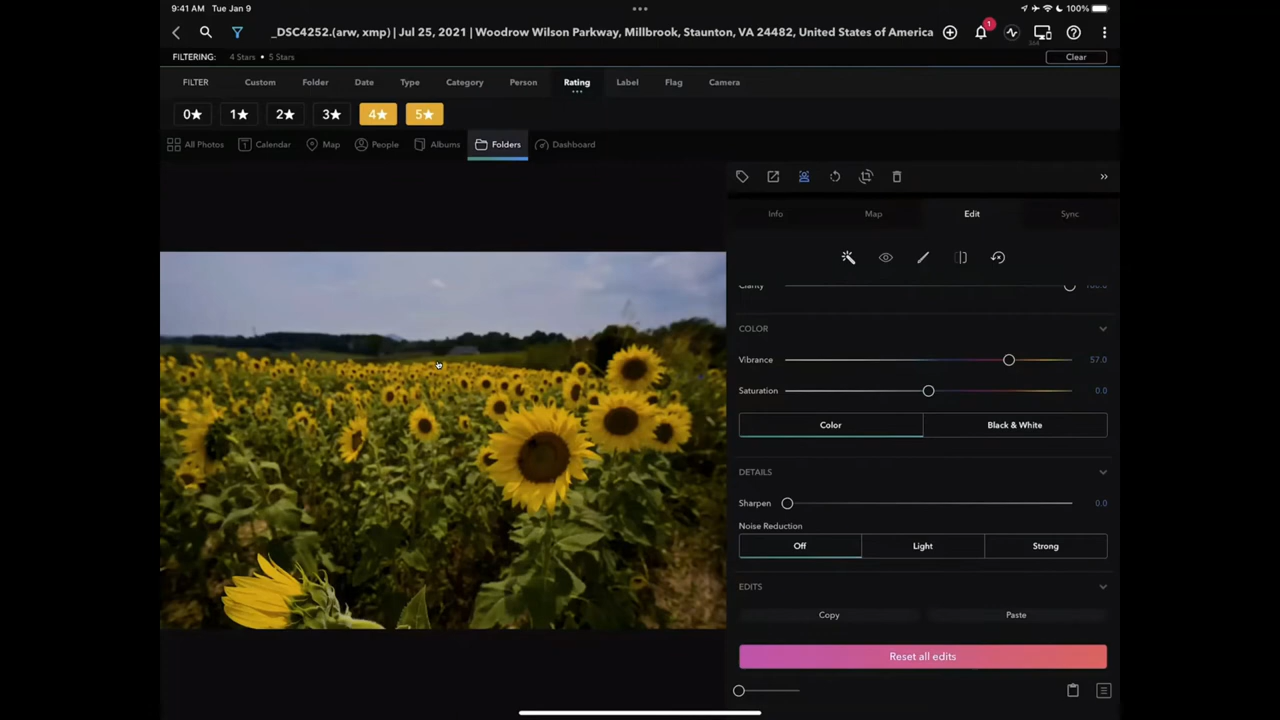 9:41 AM Tue Jan 9
100%
_DSC4252.(arw, xmp) | Jul 25, 2021 | Woodrow Wilson Parkway, Millbrook, Staunton, VA 24482, United States of America
1
364
FILTERING: 4 Stars • 5 Stars
Clear
FILTER Custom Folder Date Type Category Person Rating Label Flag Camera
0★ 1★ 2★ 3★ 4★ 5★
All Photos Calendar Map People Albums Folders Dashboard
Info Map Edit Sync
Clarity 100.0
COLOR
Vibrance 57.0
Saturation 0.0
Color Black & White
DETAILS
Sharpen 0.0
Noise Reduction
Off Light Strong
EDITS
Copy Paste
Reset all edits